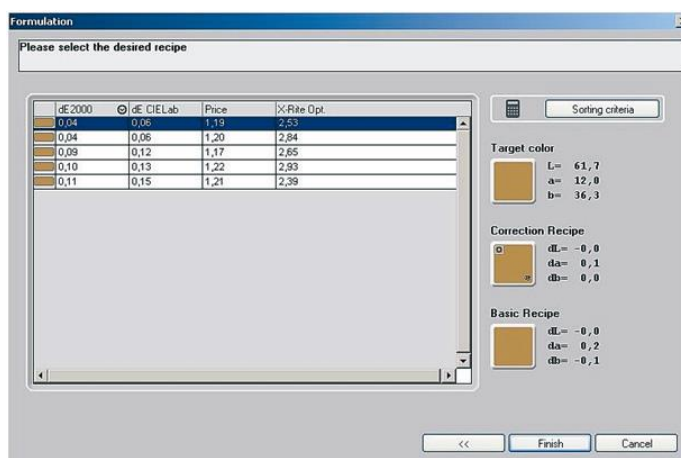 Formulation
Please select the desired recipe
dE2000 dE CIELab Price X-Rite Opt.
0,04 0,06 1,19 2,53
0,04 0,06 1,20 2,84
0,09 0,12 1,17 2,65
0,10 0,13 1,22 2,93
0,11 0,15 1,21 2,39
Sorting criteria
Target color
L= 61,7
a= 12,0
b= 36,3
Correction Recipe
dL= -0,0
da= 0,1
db= 0,0
Basic Recipe
dL= -0,0
da= 0,2
db= -0,1
<< Finish Cancel